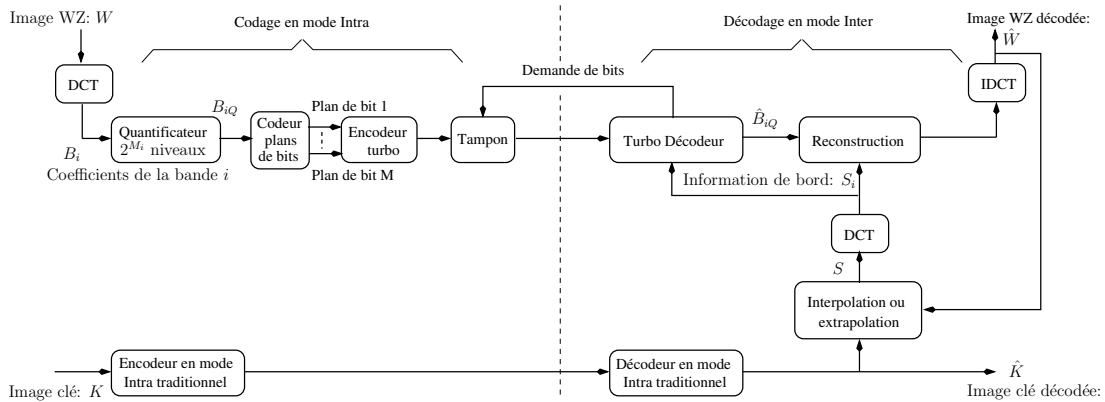 Image WZ: W
Codage en mode Intra
Décodage en mode Inter
Image WZ décodée:
Ŵ
DCT
Demande de bits
IDCT
B_{iQ}
Plan de bit 1
B̂_{iQ}
Quantificateur
2^{M_i} niveaux
Codeur
plans
de bits
Encodeur
turbo
Tampon
Turbo Décodeur
Reconstruction
B_i
Plan de bit M
Coefficients de la bande i
Information de bord: S_i
DCT
S
Interpolation ou
extrapolation
Encodeur en mode
Intra traditionnel
Décodeur en mode
Intra traditionnel
Image clé: K
K̂
Image clé décodée: